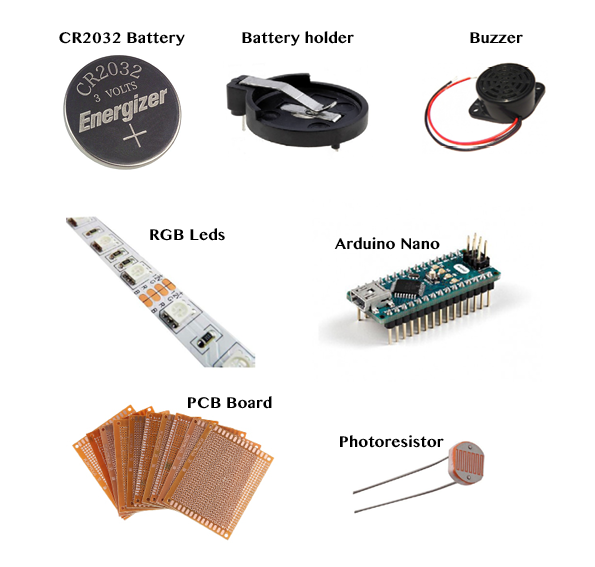 CR2032 Battery
Battery holder
Buzzer
CR2032
3 VOLTS
Energizer
+
RGB Leds
Arduino Nano
PCB Board
Photoresistor